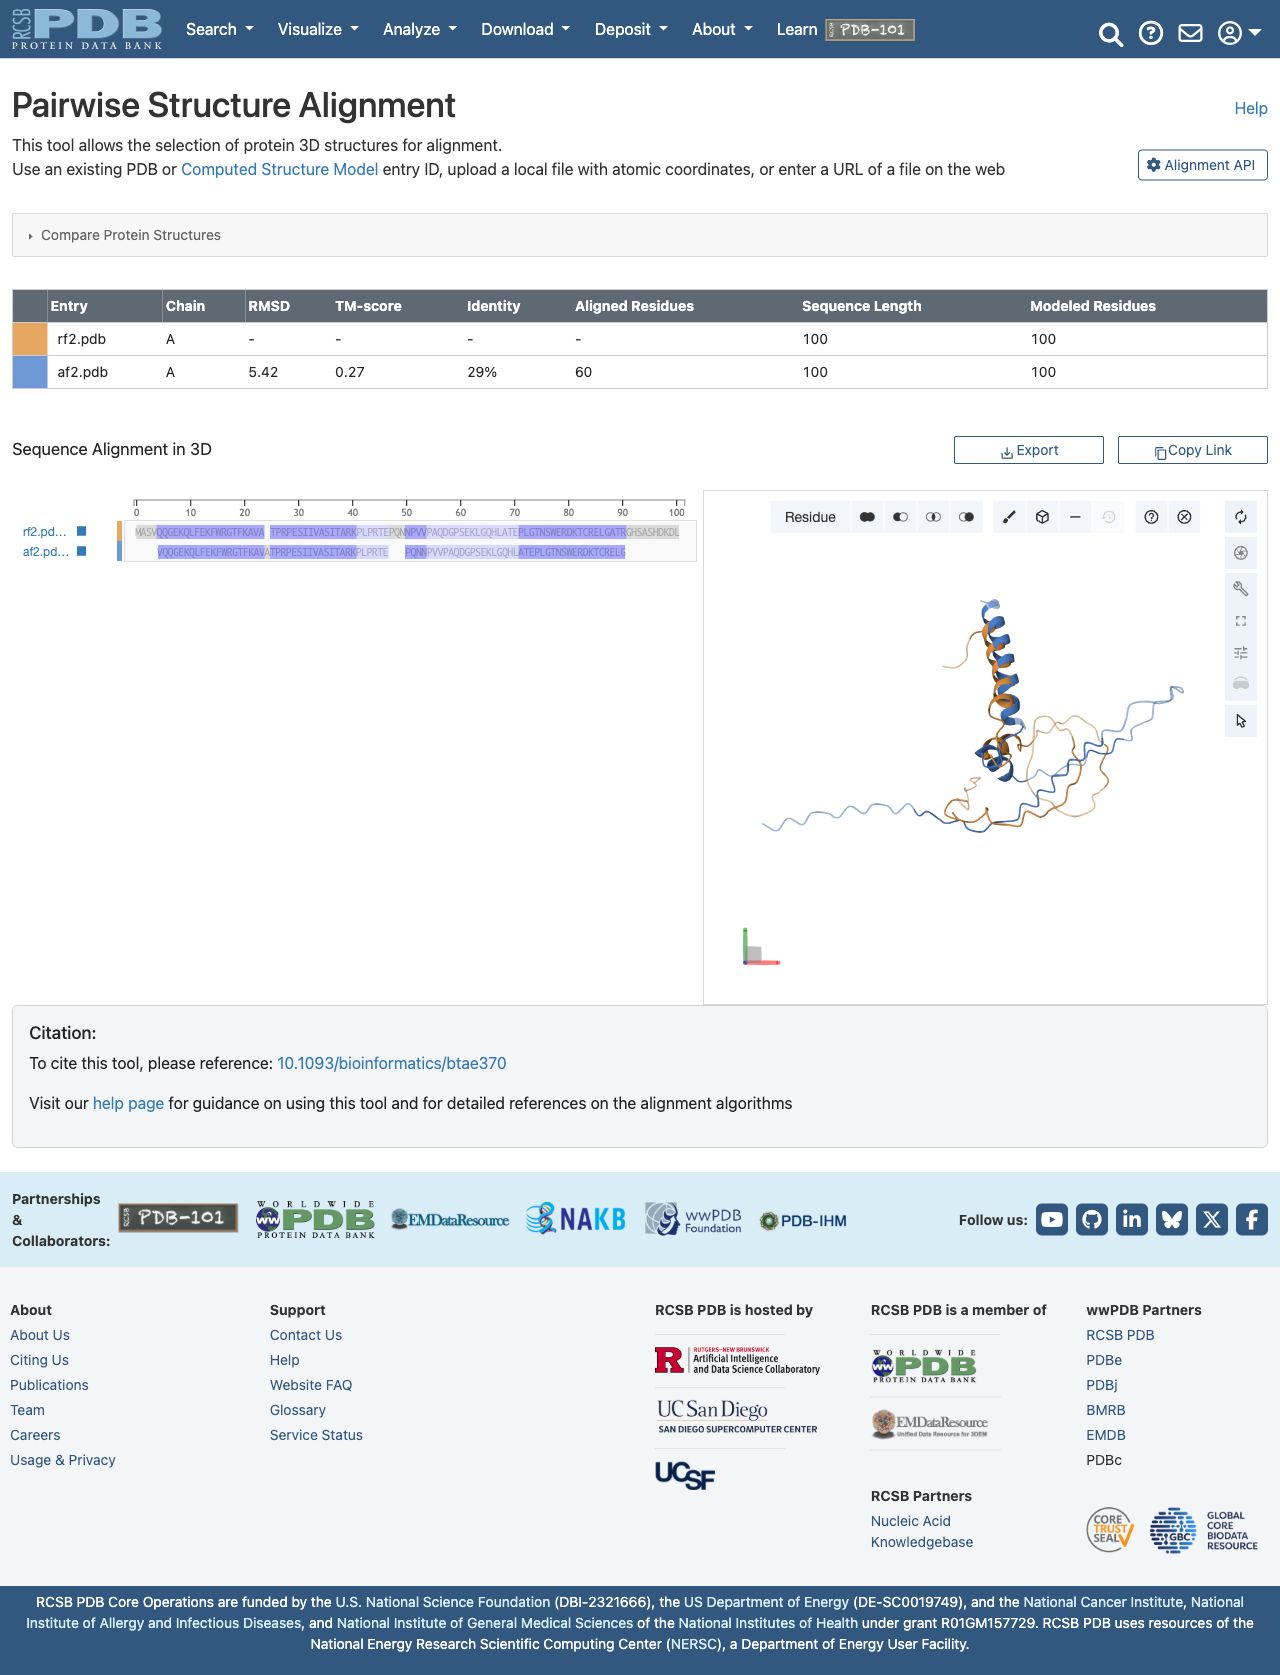 RCSB PDB
PROTEIN DATA BANK
Search Visualize Analyze Download Deposit About Learn PDB-101
Pairwise Structure Alignment
Help
This tool allows the selection of protein 3D structures for alignment.
Use an existing PDB or Computed Structure Model entry ID, upload a local file with atomic coordinates, or enter a URL of a file on the web
Alignment API
Compare Protein Structures
Entry Chain RMSD TM-score Identity Aligned Residues Sequence Length Modeled Residues
rf2.pdb A - - - - 100 100
af2.pdb A 5.42 0.27 29% 60 100 100
Sequence Alignment in 3D
Export
Copy Link
0 10 20 30 40 50 60 70 80 90 100
rf2.pd... MASVQQGEKQLFEKFWRGTFKAVA TPRPESIIVASITARKPLPRTEPQNNPVVPAQDGPSEKLGQHLATEPLGTNSWERDKTCRELGATRGHSASHDKDL
af2.pd... VQQGEKQLFEKFWRGTFKAVATPRPESIIVASITARKPLPRTE PQNNPVVPAQDGPSEKLGQHLATEPLGTNSWERDKTCRELG
Residue
Citation:
To cite this tool, please reference: 10.1093/bioinformatics/btae370
Visit our help page for guidance on using this tool and for detailed references on the alignment algorithms
Partnerships
&
Collaborators:
RCSB PDB-101
WORLDWIDE
PDB
PROTEIN DATA BANK
EMDataResource
NAKB
wwPDB
Foundation
PDB-IHM
Follow us:
About
About Us
Citing Us
Publications
Team
Careers
Usage & Privacy
Support
Contact Us
Help
Website FAQ
Glossary
Service Status
RCSB PDB is hosted by
RUTGERS-NEW BRUNSWICK
Artificial Intelligence
and Data Science Collaboratory
UC San Diego
SAN DIEGO SUPERCOMPUTER CENTER
UCSF
RCSB PDB is a member of
WORLDWIDE
PDB
PROTEIN DATA BANK
EMDataResource
Unified Data Resource for 3DEM
RCSB Partners
Nucleic Acid
Knowledgebase
wwPDB Partners
RCSB PDB
PDBe
PDBj
BMRB
EMDB
PDBc
CORE
TRUST
SEAL
GBC
GLOBAL
CORE
BIODATA
RESOURCE
RCSB PDB Core Operations are funded by the U.S. National Science Foundation (DBI-2321666), the US Department of Energy (DE-SC0019749), and the National Cancer Institute, National
Institute of Allergy and Infectious Diseases, and National Institute of General Medical Sciences of the National Institutes of Health under grant R01GM157729. RCSB PDB uses resources of the
National Energy Research Scientific Computing Center (NERSC), a Department of Energy User Facility.